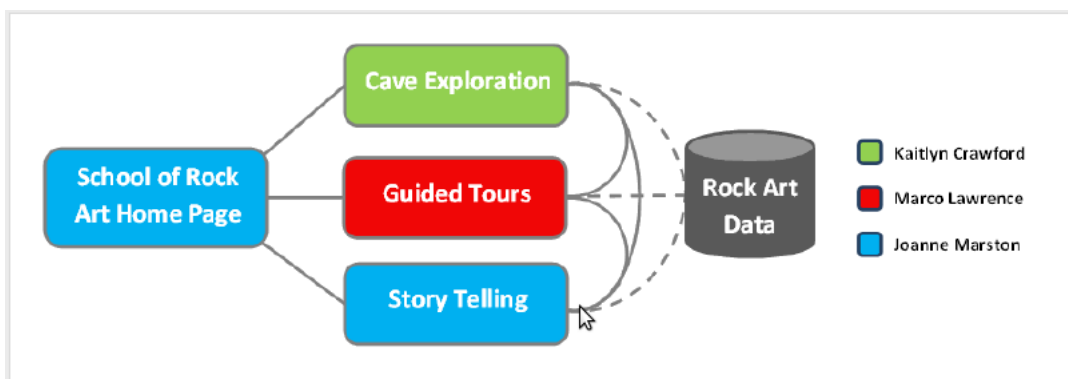 Cave Exploration
School of Rock
Art Home Page
Guided Tours
Story Telling
Rock Art
Data
Kaitlyn Crawford
Marco Lawrence
Joanne Marston